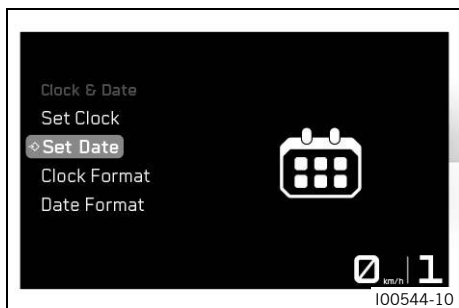 Clock & Date
Set Clock
Set Date
Clock Format
Date Format
0 km/h | 1
I00544-10